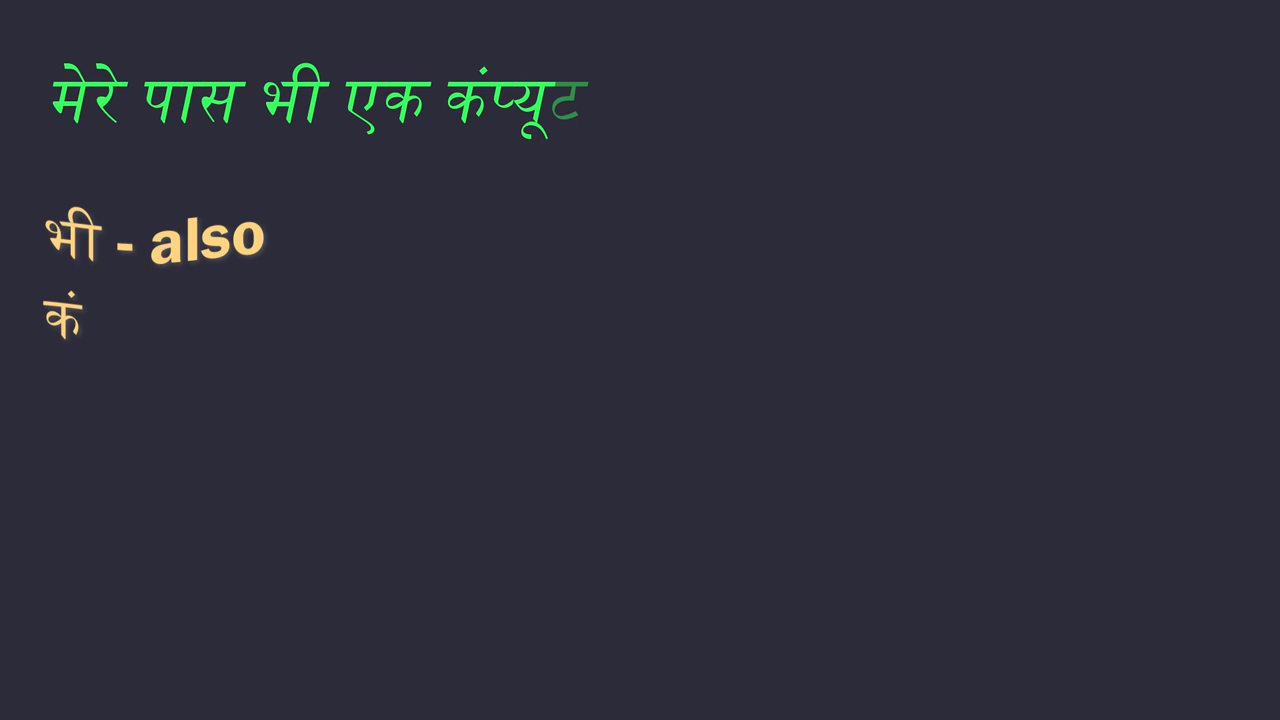 मेरे पास भी एक कंप्यूट
भी - also
कं